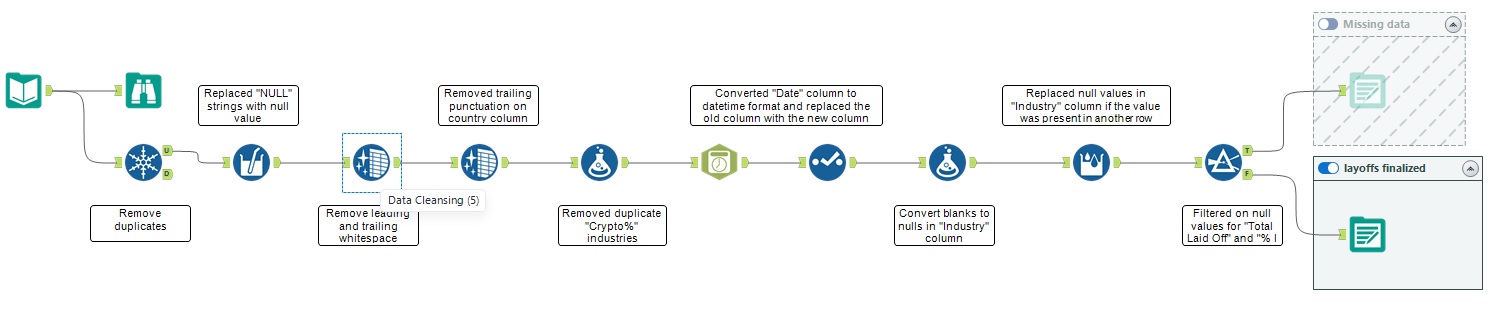 Missing data
Replaced "NULL"
strings with null
value
Removed trailing
punctuation on
country column
Converted "Date" column to
datetime format and replaced the
old column with the new column
Replaced null values in
"Industry" column if the value
was present in another row
U
D
T
F
layoffs finalized
Data Cleansing (5)
Remove
duplicates
Remove leading
and trailing
whitespace
Removed duplicate
"Crypto%"
industries
Convert blanks to
nulls in "Industry"
column
Filtered on null
values for "Total
Laid Off" and "%